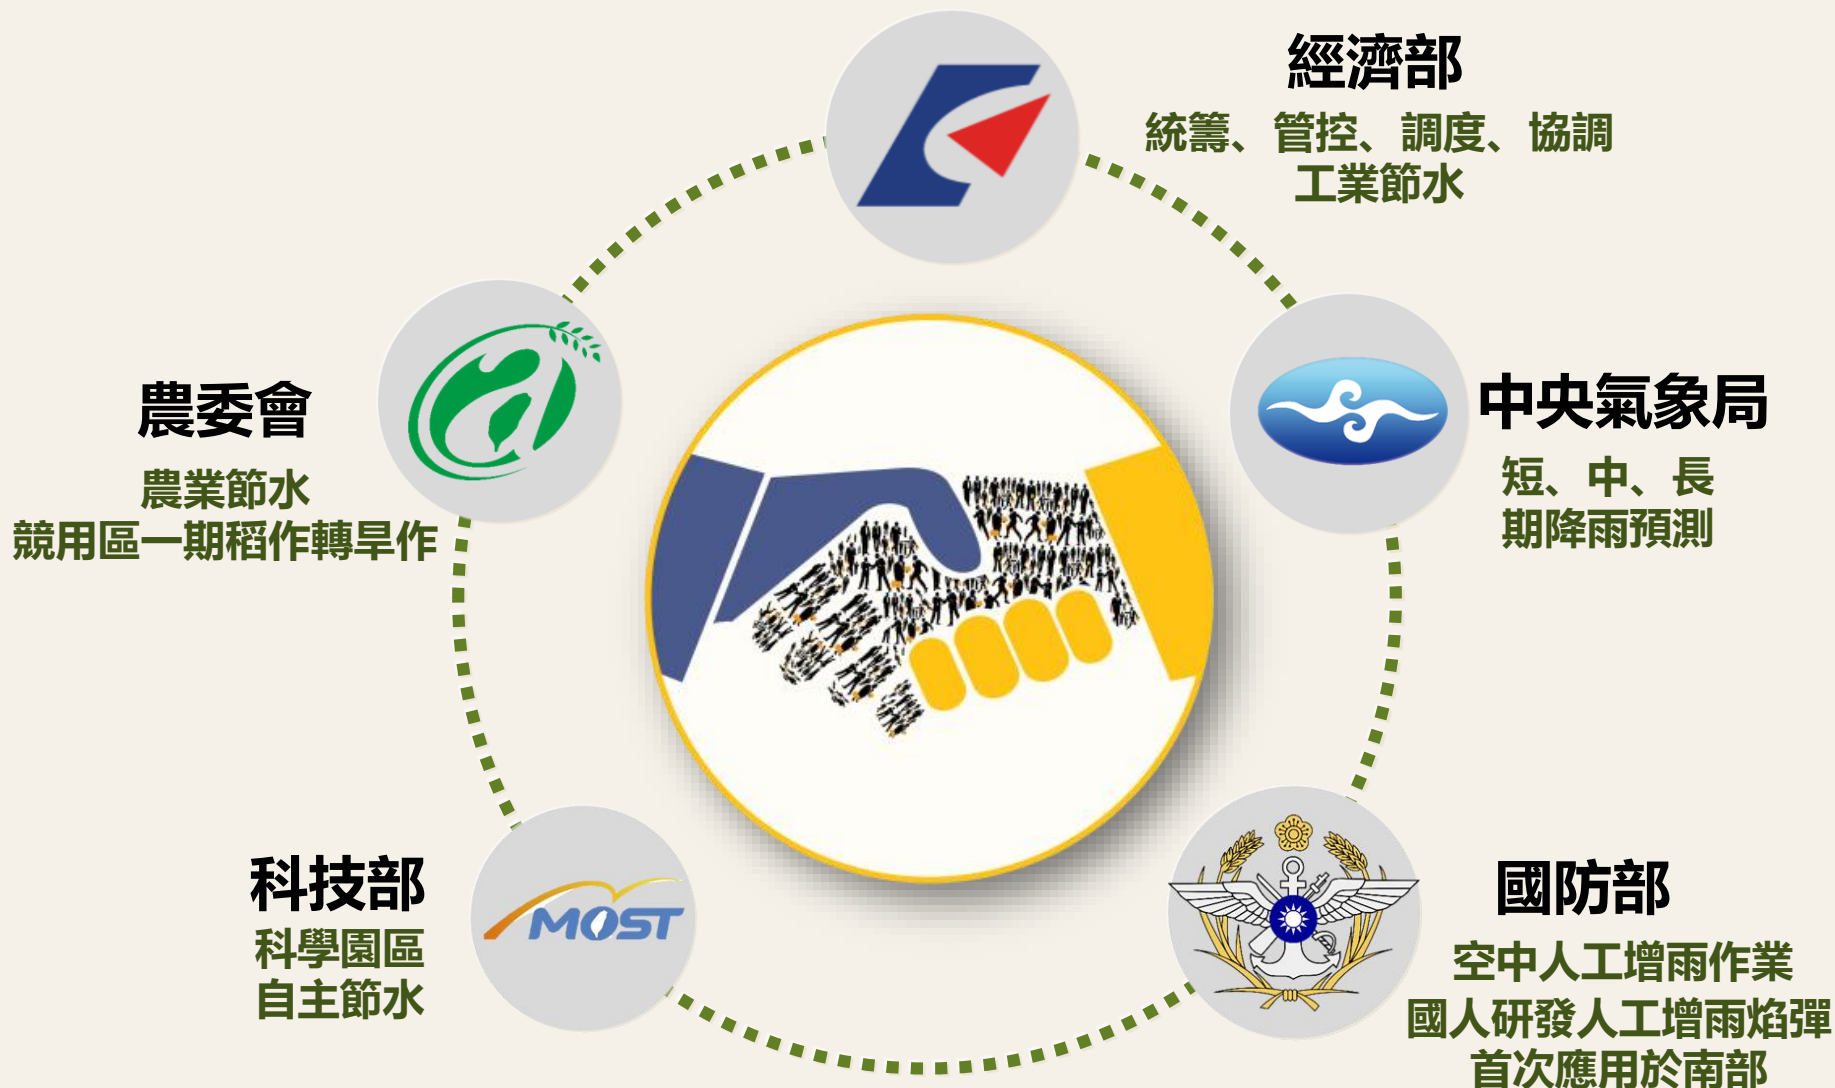 經濟部
統籌、管控、調度、協調
工業節水
中央氣象局
短、中、長
期降雨預測
農委會
農業節水
競用區一期稻作轉旱作
科技部
科學園區
自主節水
MOST
國防部
空中人工增雨作業
國人研發人工增雨焰彈
首次應用於南部